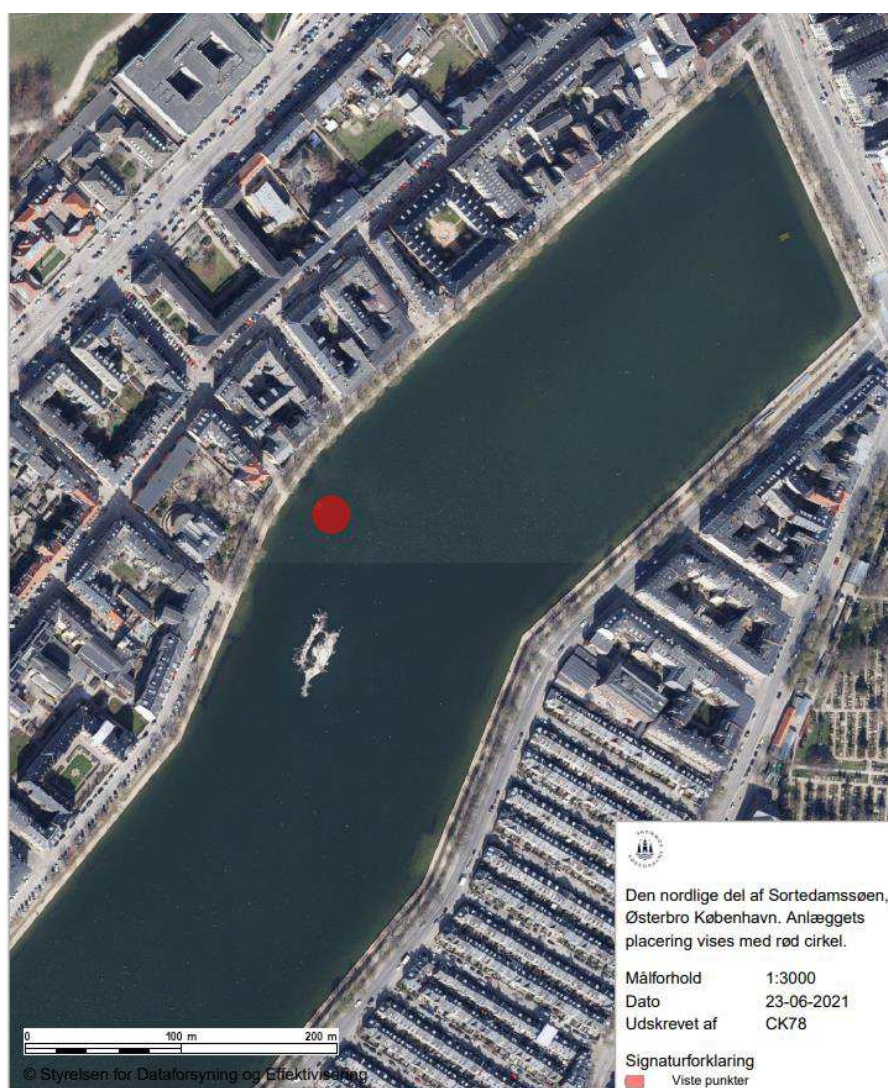 Den nordlige del af Sortedamssøen,
Østerbro København. Anlæggets
placering vises med rød cirkel.
Målforhold 1:3000
Dato 23-06-2021
Udskrevet af CK78
Signaturforklaring
Viste punkter
0 100 m 200 m
© Styrelsen for Dataforsyning og Effektivisering